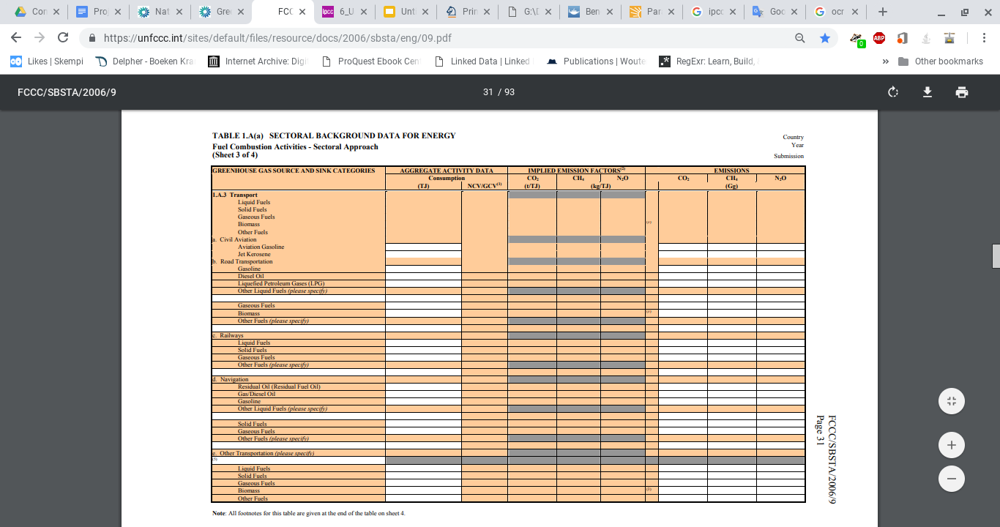 Con
Proj
Nat
Gre
FCC
ipcc 6_U
Unti
Prin
G:\D
Ben
Par
ipcc
Goo
ocr
https://unfccc.int/sites/default/files/resource/docs/2006/sbsta/eng/09.pdf
ABP
0
Likes | Skempi
Delpher - Boeken Kra
Internet Archive: Digi
ProQuest Ebook Cen
Linked Data | Linked
Publications | Woute
RegExr: Learn, Build,
» Other bookmarks
FCCC/SBSTA/2006/9
31 / 93
TABLE 1.A(a) SECTORAL BACKGROUND DATA FOR ENERGY
Country
Fuel Combustion Activities - Sectoral Approach
Year
(Sheet 3 of 4)
Submission
GREENHOUSE GAS SOURCE AND SINK CATEGORIES AGGREGATE ACTIVITY DATA IMPLIED EMISSION FACTORS(2) EMISSIONS
Consumption CO2 CH4 N2O CO2 CH4 N2O
(TJ) NCV/GCV(1) (t/TJ) (kg/TJ) (Gg)
1.A.3 Transport
Liquid Fuels
Solid Fuels
Gaseous Fuels
Biomass (3)
Other Fuels
a. Civil Aviation
Aviation Gasoline
Jet Kerosene
b. Road Transportation
Gasoline
Diesel Oil
Liquefied Petroleum Gases (LPG)
Other Liquid Fuels (please specify)
Gaseous Fuels
Biomass (3)
Other Fuels (please specify)
c. Railways
Liquid Fuels
Solid Fuels
Gaseous Fuels
Other Fuels (please specify)
d. Navigation
Residual Oil (Residual Fuel Oil)
Gas/Diesel Oil
Gasoline
Other Liquid Fuels (please specify)
Solid Fuels
Gaseous Fuels
Other Fuels (please specify)
e. Other Transportation (please specify)
(5)
Liquid Fuels
Solid Fuels
Gaseous Fuels
Biomass (3)
Other Fuels
Note: All footnotes for this table are given at the end of the table on sheet 4.
FCCC/SBSTA/2006/9
Page 31